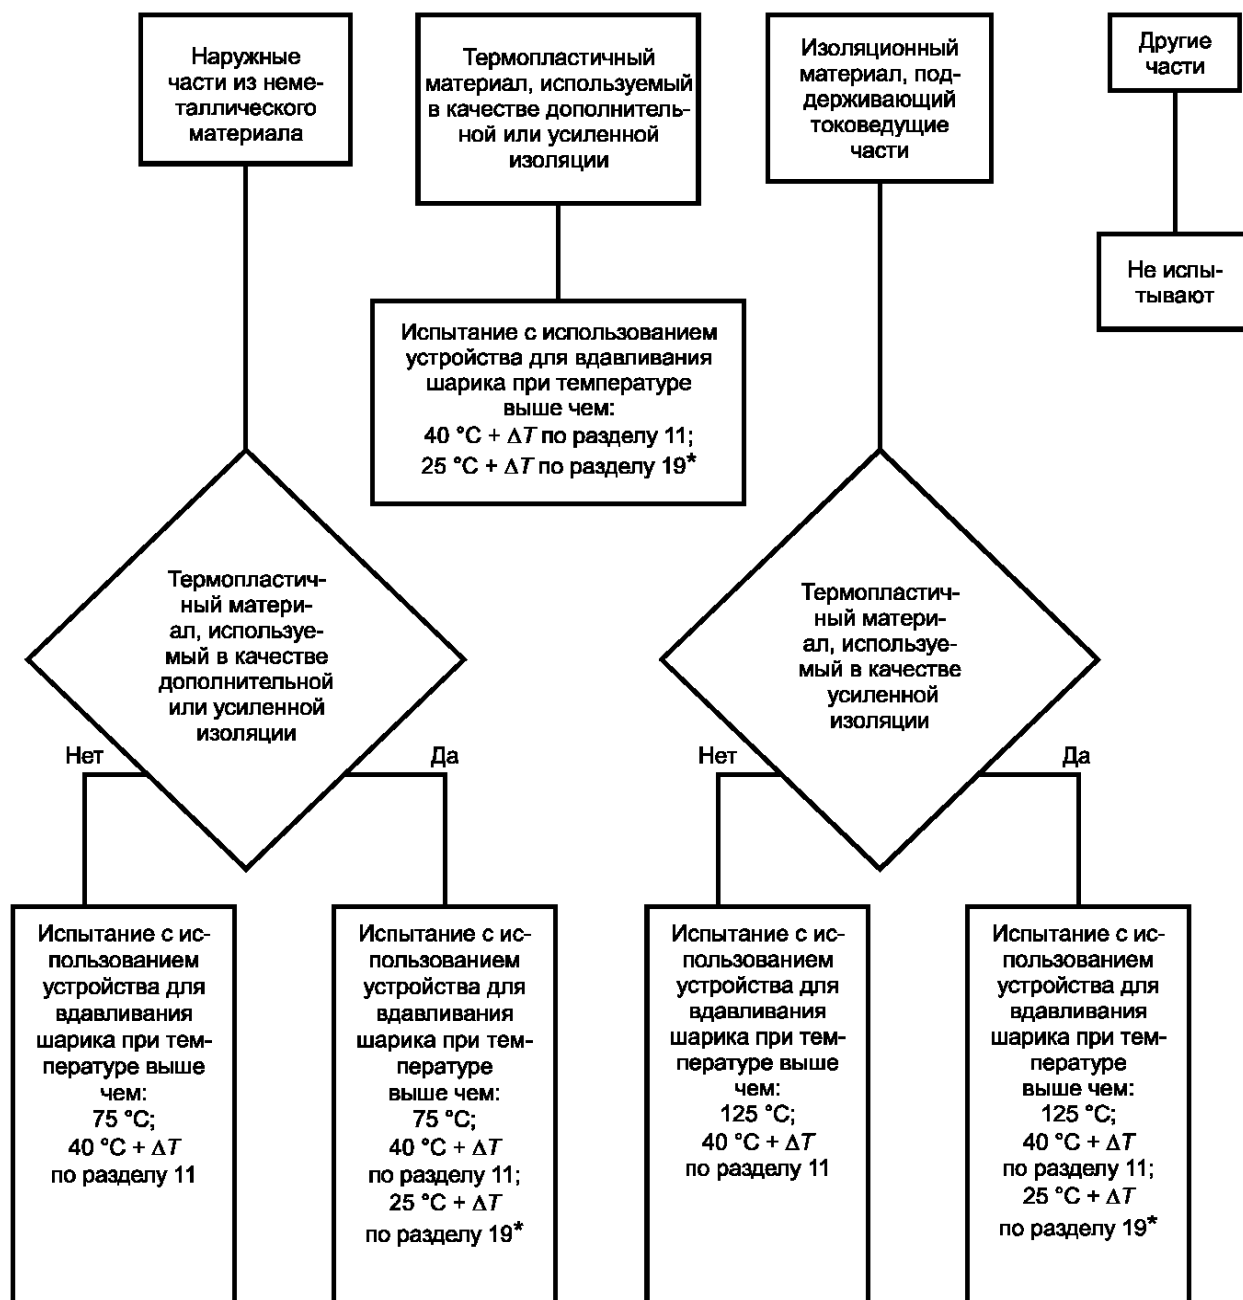 Наружные
части из неме-
таллического
материала
Термопластичный
материал, используемый
в качестве дополнитель-
ной или усиленной
изоляции
Изоляционный
материал, под-
держивающий
токоведущие
части
Другие
части
Не испы-
тывают
Испытание с использованием
устройства для вдавливания
шарика при температуре
выше чем:
40 °C + ΔT по разделу 11;
25 °C + ΔT по разделу 19*
Термопластич-
ный матери-
ал, используе-
мый в качестве
дополнительной
или усиленной
изоляции
Нет
Да
Термопластич-
ный матери-
ал, используе-
мый в качестве
усиленной
изоляции
Нет
Да
Испытание с ис-
пользованием
устройства для
вдавливания
шарика при тем-
пературе выше
чем:
75 °C;
40 °C + ΔT
по разделу 11
Испытание с ис-
пользованием
устройства для
вдавливания
шарика при тем-
пературе
выше чем:
75 °C;
40 °C + ΔT
по разделу 11;
25 °C + ΔT
по разделу 19*
Испытание с ис-
пользованием
устройства для
вдавливания
шарика при тем-
пературе выше
чем:
125 °C;
40 °C + ΔT
по разделу 11
Испытание с ис-
пользованием
устройства для
вдавливания
шарика при тем-
пературе
выше чем:
125 °C;
40 °C + ΔT
по разделу 11;
25 °C + ΔT
по разделу 19*